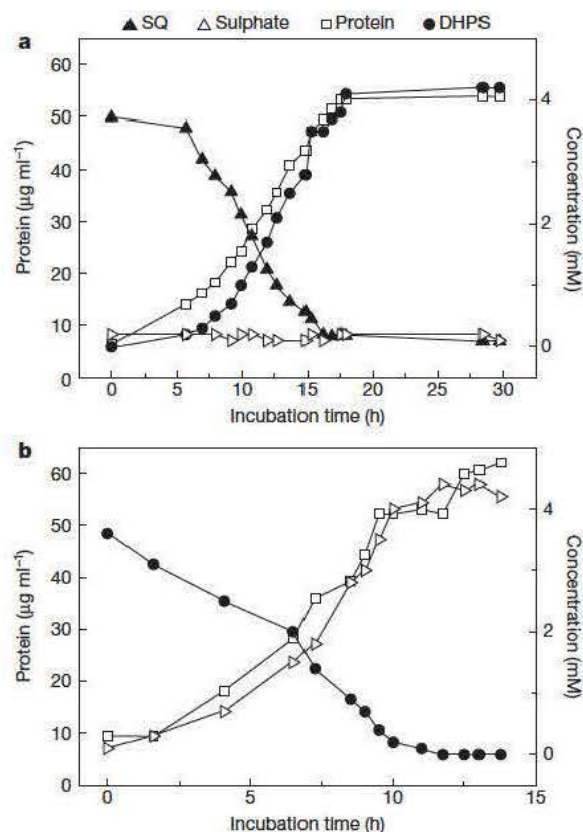 ▲ SQ △ Sulphate □ Protein ● DHPS
a
60
50
40
30
20
10
0
Protein (µg ml⁻¹)
4
2
0
Concentration (mM)
0 5 10 15 20 25 30
Incubation time (h)
b
60
50
40
30
20
10
0
Protein (µg ml⁻¹)
4
2
0
Concentration (mM)
0 5 10 15
Incubation time (h)